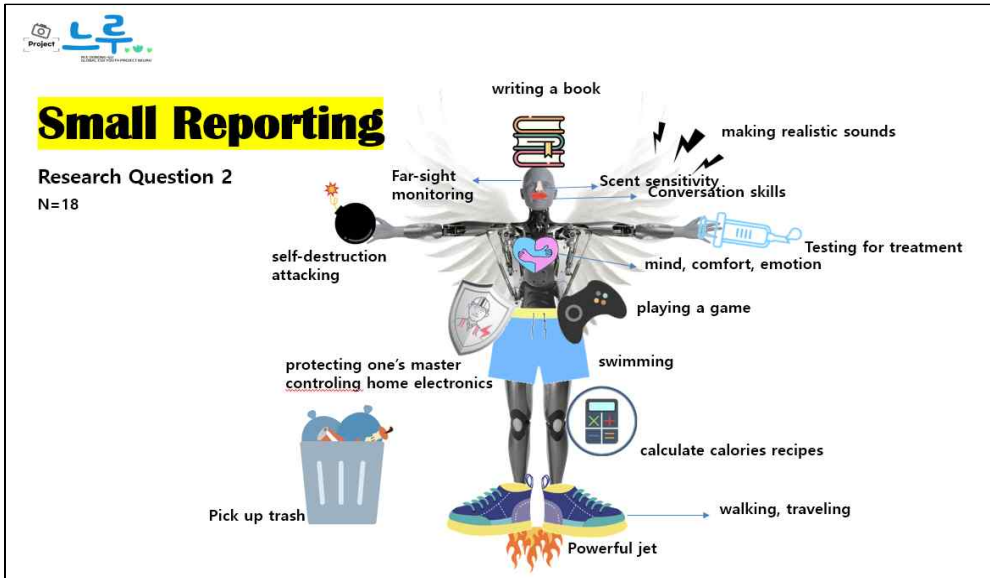 Project
느루
Small Reporting
Research Question 2
N=18
writing a book
making realistic sounds
Far-sight
monitoring
Scent sensitivity
Conversation skills
self-destruction
attacking
Testing for treatment
mind, comfort, emotion
playing a game
protecting one's master
controling home electronics
swimming
calculate calories recipes
Pick up trash
walking, traveling
Powerful jet